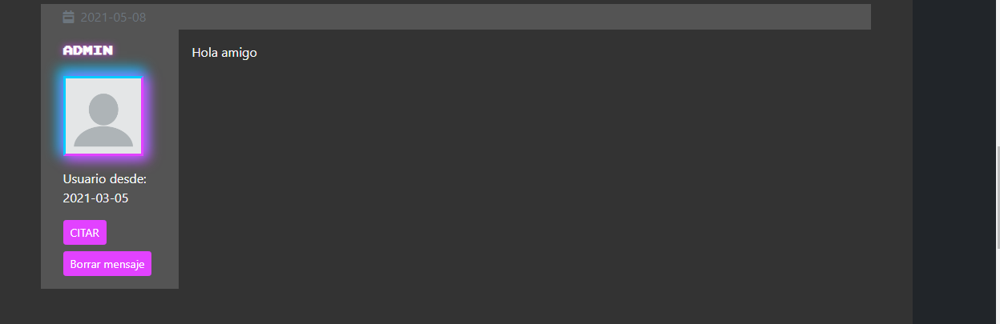 2021-05-08
ADMIN
Hola amigo
Usuario desde:
2021-03-05
CITAR
Borrar mensaje